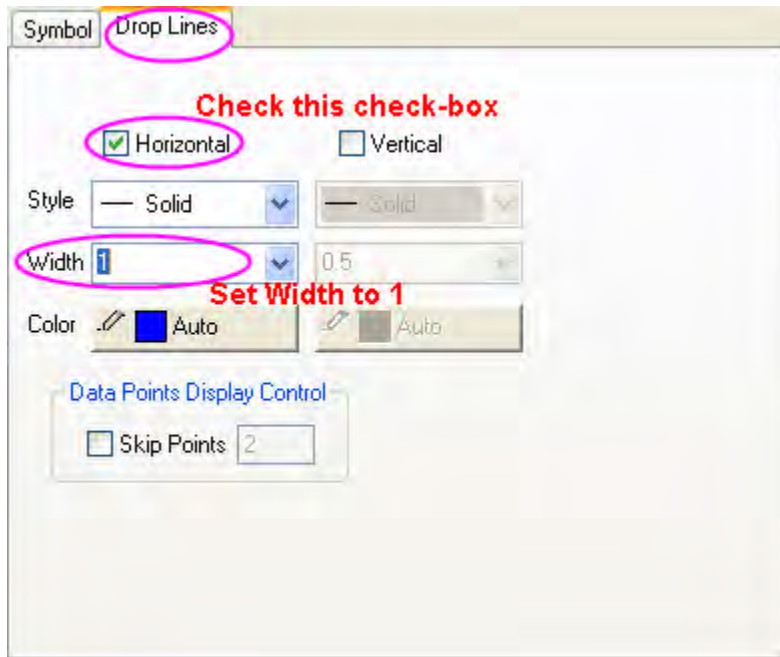 Symbol Drop Lines
Check this check-box
Horizontal Vertical
Style Solid Solid
Width 1 0.5
Set Width to 1
Color Auto Auto
Data Points Display Control
Skip Points 2